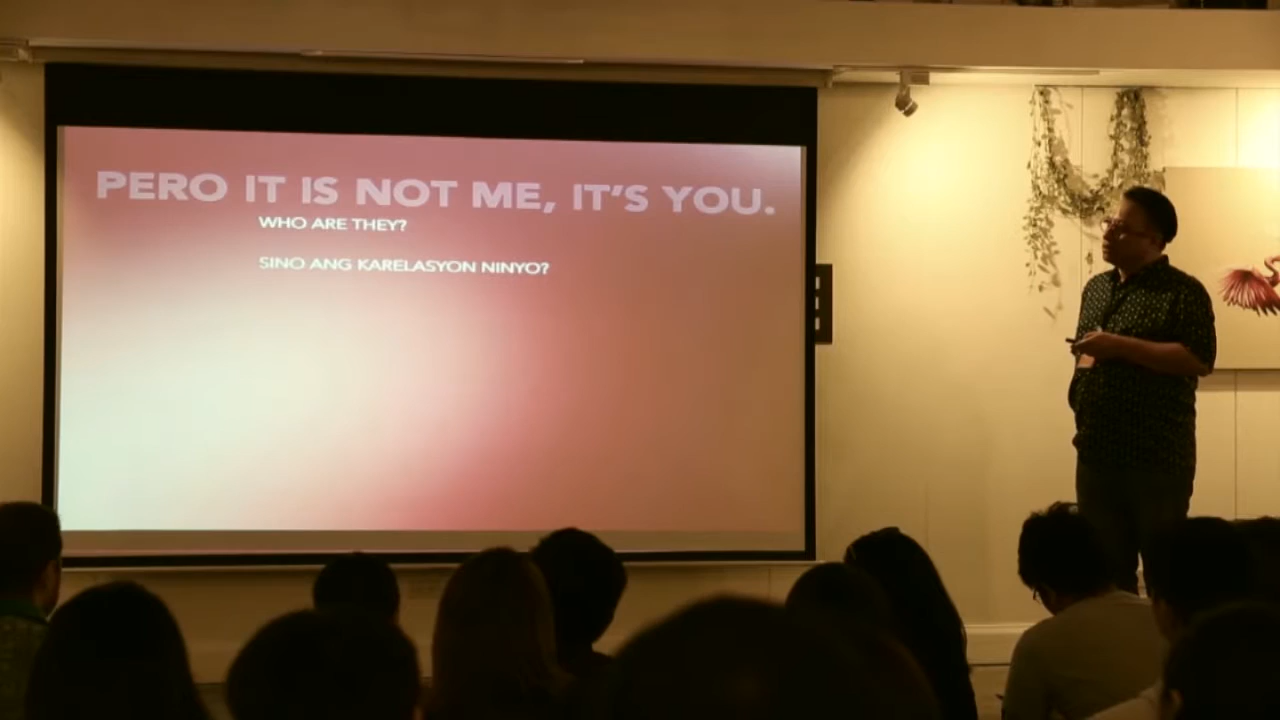 PERO IT IS NOT ME, IT'S YOU.
WHO ARE THEY?
SINO ANG KARELASYON NINYO?